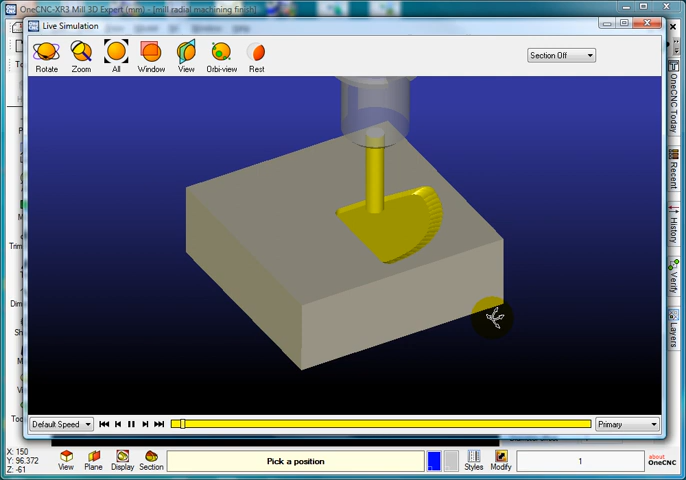 OneCNC-XR3 Mill 3D Expert (mm) - [mill radial machining finish]
Live Simulation
Rotate
Zoom
All
Window
View
Orbi-view
Rest
Section Off
OneCNC Today
Recent
History
Verify
Layers
Default Speed
Primary
X: 150
Y: 96.372
Z: -61
View
Plane
Display
Section
Pick a position
Styles
Modify
1
about
OneCNC